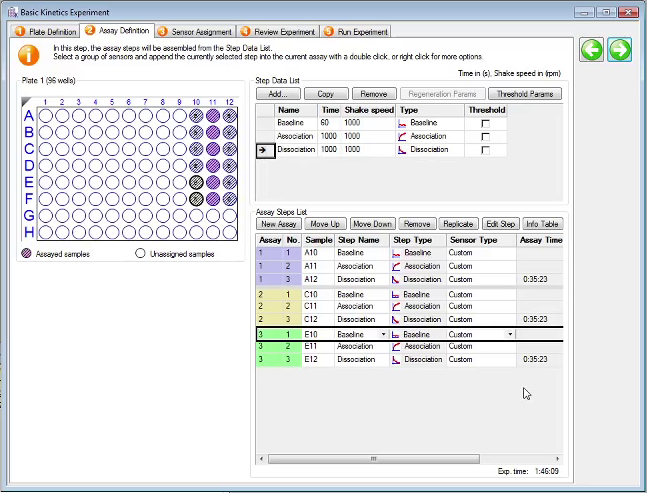 Basic Kinetics Experiment
1 Plate Definition 2 Assay Definition 3 Sensor Assignment 4 Review Experiment 5 Run Experiment
In this step, the assay steps will be assembled from the Step Data List.
Select a group of sensors and append the currently selected step into the current assay with a double click, or right click for more options.
Time in (s), Shake speed in (rpm)
Plate 1 (96 wells)
1 2 3 4 5 6 7 8 9 10 11 12
A
B
C
D
E
F
G
H
Assayed samples Unassigned samples
Step Data List
Add... Copy Remove Regeneration Params Threshold Params
Name Time Shake speed Type Threshold
Baseline 60 1000 Baseline
Association 1000 1000 Association
Dissociation 1000 1000 Dissociation
Assay Steps List
New Assay Move Up Move Down Remove Replicate Edit Step Info Table
Assay No. Sample Step Name Step Type Sensor Type Assay Time
1 1 A10 Baseline Baseline Custom
1 2 A11 Association Association Custom
1 3 A12 Dissociation Dissociation Custom 0:35:23
2 1 C10 Baseline Baseline Custom
2 2 C11 Association Association Custom
2 3 C12 Dissociation Dissociation Custom 0:35:23
3 1 E10 Baseline Baseline Custom
3 2 E11 Association Association Custom
3 3 E12 Dissociation Dissociation Custom 0:35:23
Exp. time: 1:46:09